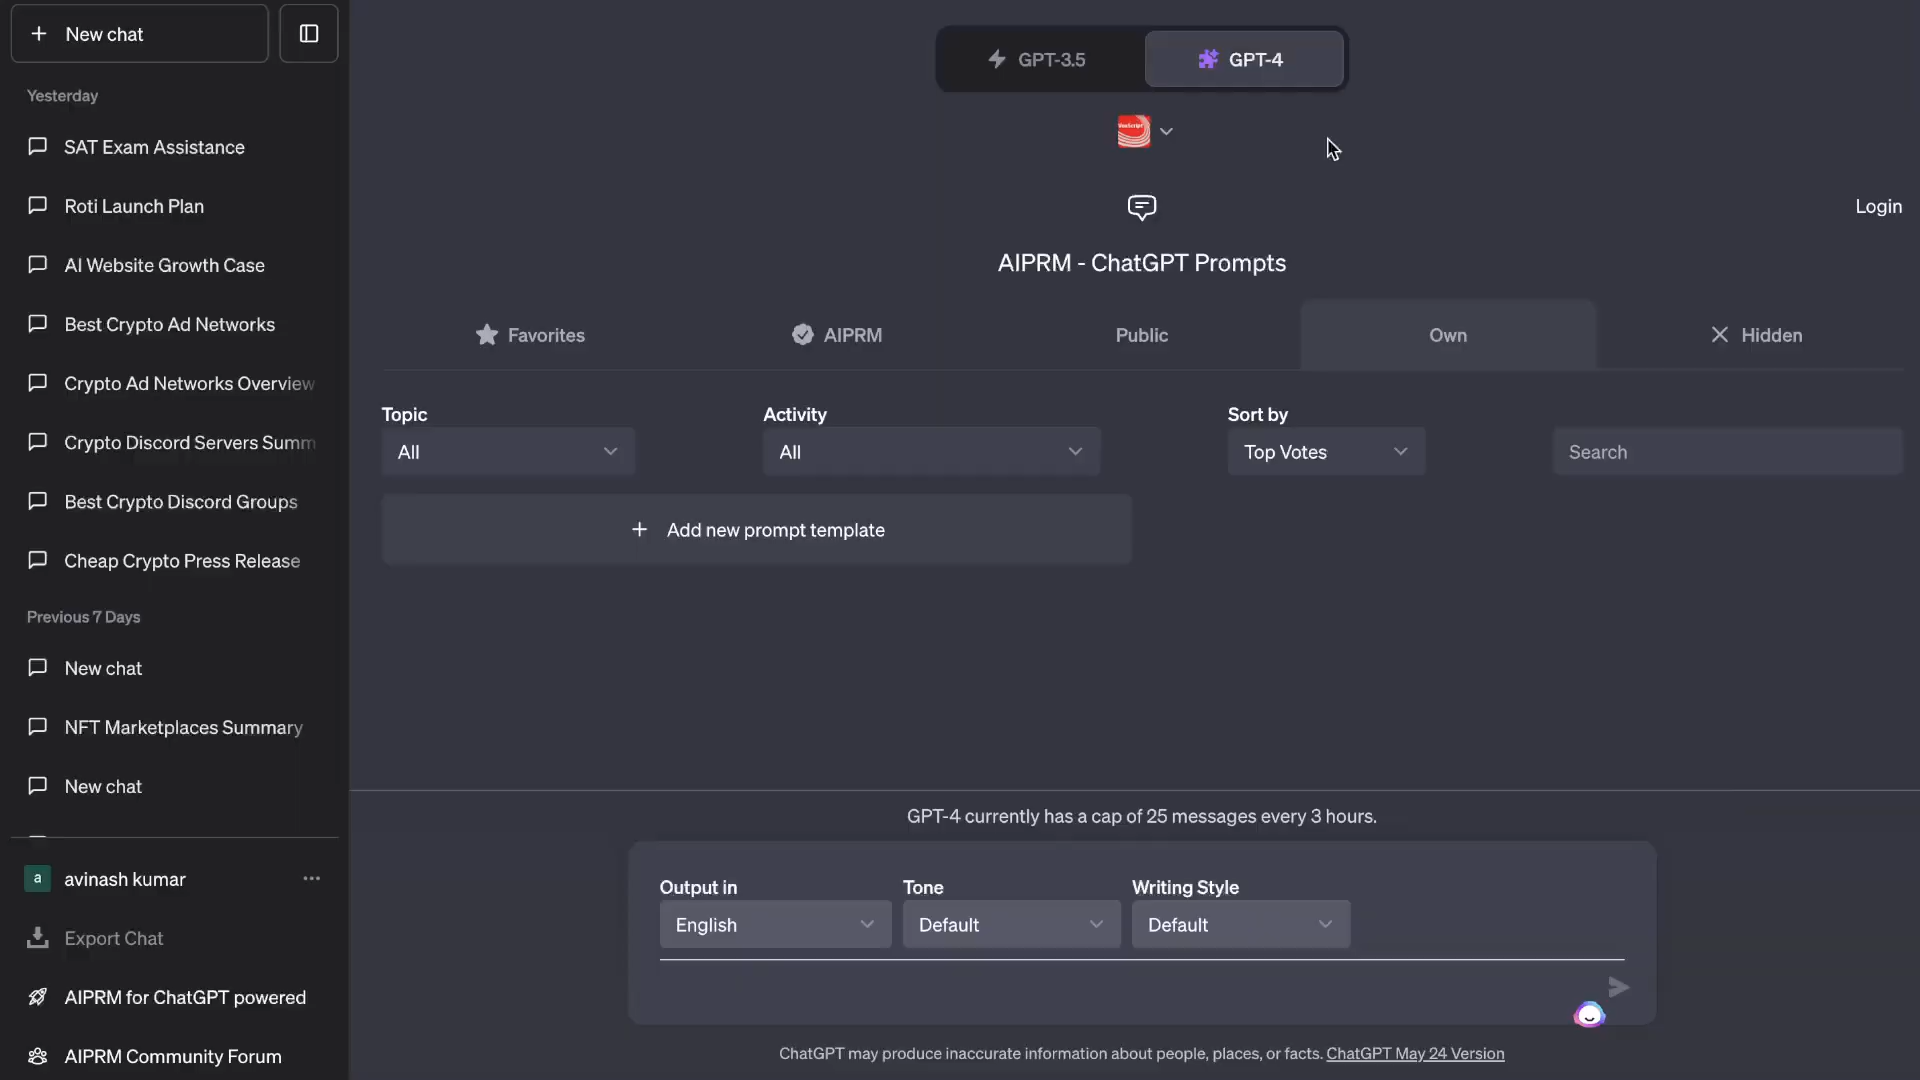 New chat
Yesterday
SAT Exam Assistance
Roti Launch Plan
AI Website Growth Case
Best Crypto Ad Networks
Crypto Ad Networks Overview
Crypto Discord Servers Summ
Best Crypto Discord Groups
Cheap Crypto Press Release
Previous 7 Days
New chat
NFT Marketplaces Summary
New chat
a avinash kumar
Export Chat
AIPRM for ChatGPT powered
AIPRM Community Forum
GPT-3.5 GPT-4
VoxScript
Login
AIPRM - ChatGPT Prompts
Favorites AIPRM Public Own Hidden
Topic Activity Sort by
All All Top Votes Search
Add new prompt template
GPT-4 currently has a cap of 25 messages every 3 hours.
Output in Tone Writing Style
English Default Default
ChatGPT may produce inaccurate information about people, places, or facts. ChatGPT May 24 Version